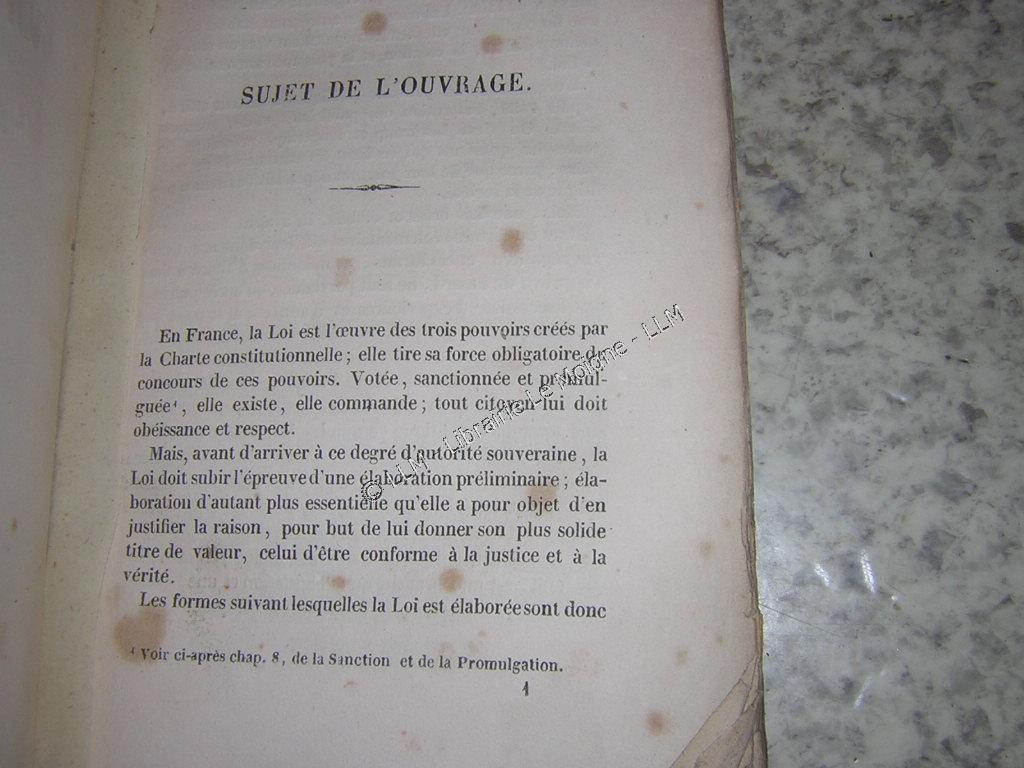 SUJET DE L'OUVRAGE.
En France, la Loi est l'œuvre des trois pouvoirs créés par
la Charte constitutionnelle ; elle tire sa force obligatoire du
concours de ces pouvoirs. Votée, sanctionnée et promul-
guée¹, elle existe, elle commande ; tout citoyen lui doit
obéissance et respect.
Mais, avant d'arriver à ce degré d'autorité souveraine, la
Loi doit subir l'épreuve d'une élaboration préliminaire ; éla-
boration d'autant plus essentielle qu'elle a pour objet d'en
justifier la raison, pour but de lui donner son plus solide
titre de valeur, celui d'être conforme à la justice et à la
vérité.
Les formes suivant lesquelles la Loi est élaborée sont donc
¹ Voir ci-après chap. 8, de la Sanction et de la Promulgation.
1
© LLM - Librairie Le Moigne - LLM